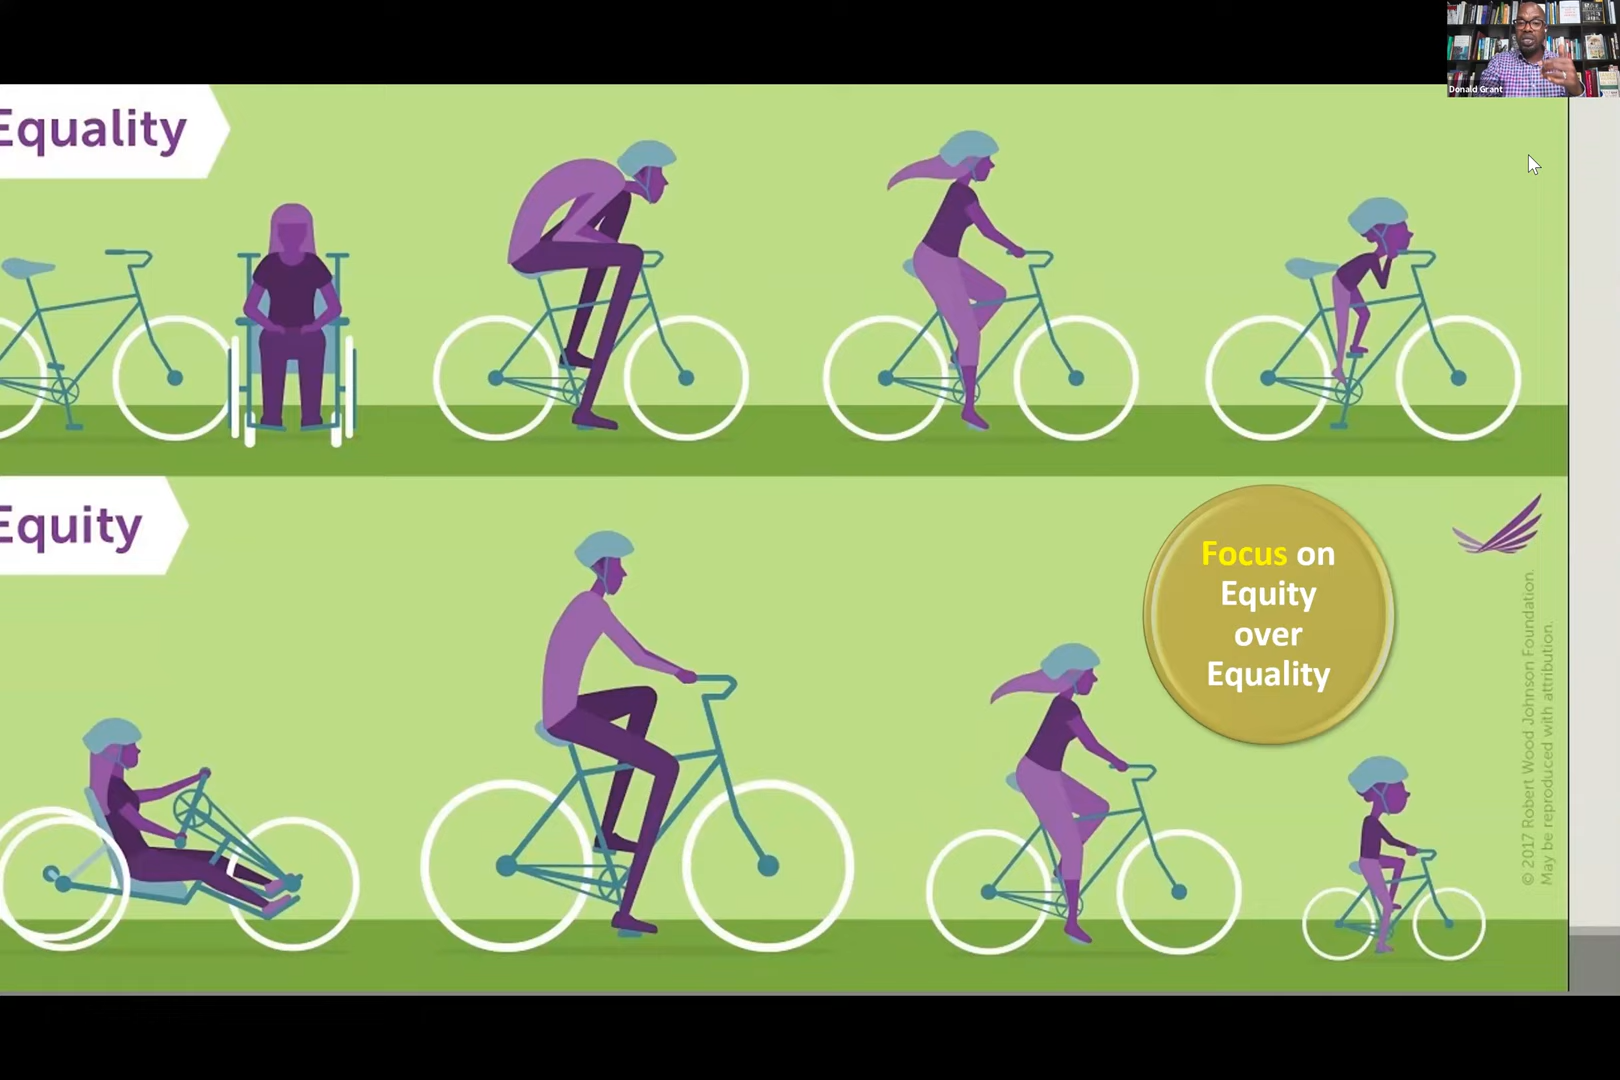 Donald Grant
Equality
Equity
Focus on
Equity
over
Equality
© 2017 Robert Wood Johnson Foundation.
May be reproduced with attribution.